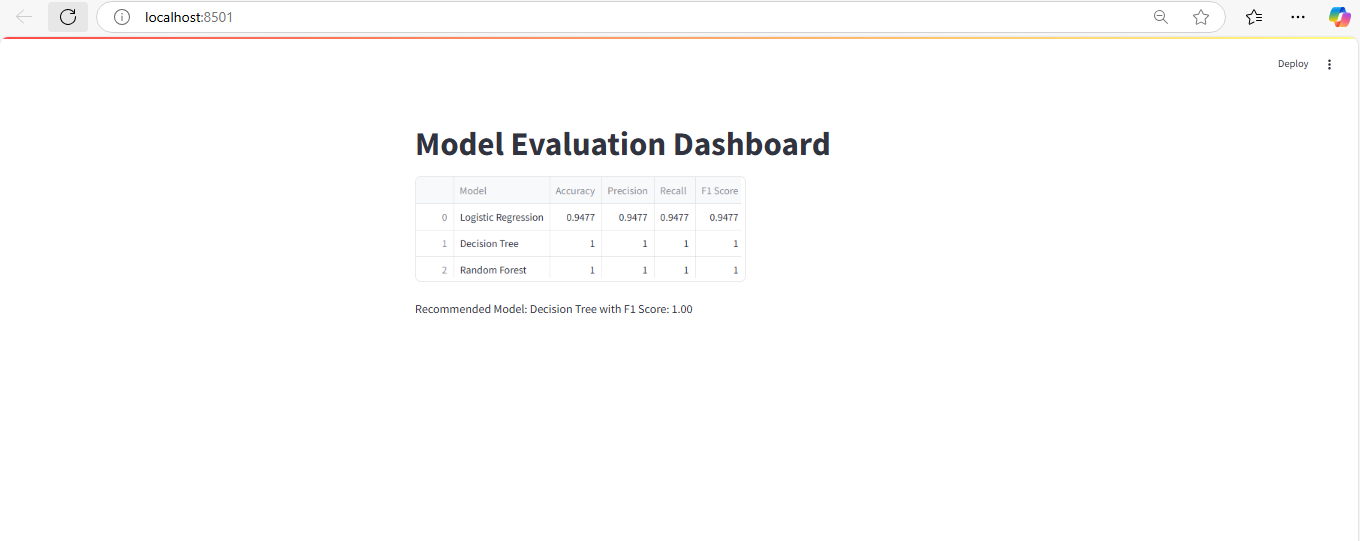 localhost:8501
Deploy
Model Evaluation Dashboard
Model Accuracy Precision Recall F1 Score
0 Logistic Regression 0.9477 0.9477 0.9477 0.9477
1 Decision Tree 1 1 1 1
2 Random Forest 1 1 1 1
Recommended Model: Decision Tree with F1 Score: 1.00